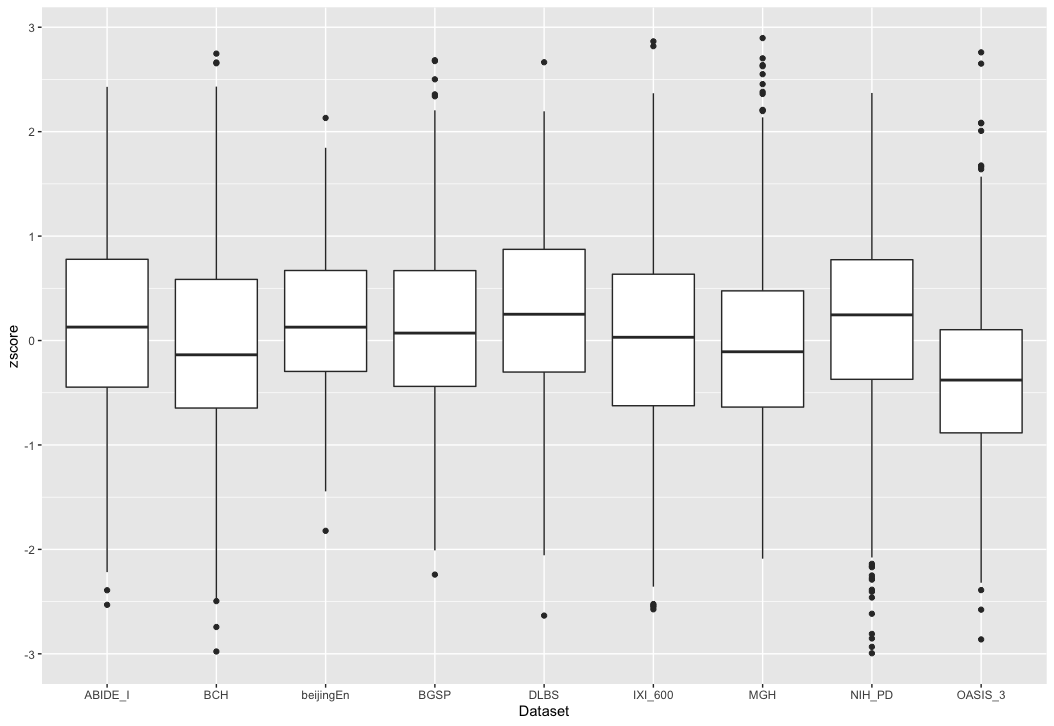 3
2
1
0
-1
-2
-3
zscore
ABIDE_I BCH beijingEn BGSP DLBS IXI_600 MGH NIH_PD OASIS_3
Dataset